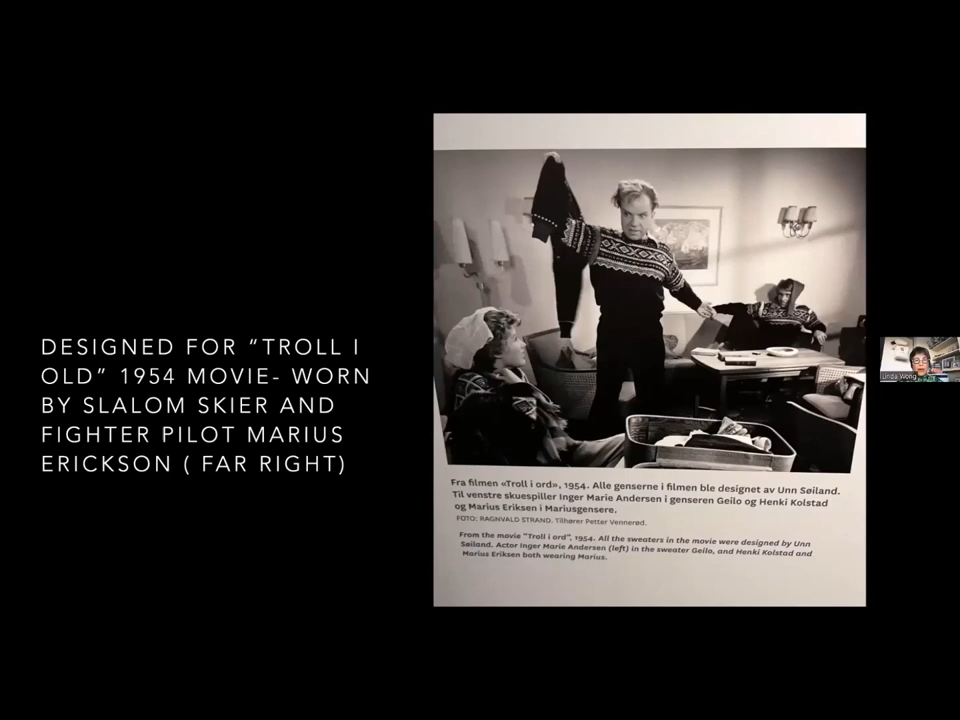 DESIGNED FOR “TROLL I
OLD” 1954 MOVIE- WORN
BY SLALOM SKIER AND
FIGHTER PILOT MARIUS
ERICKSON ( FAR RIGHT)
Fra filmen «Troll i ord», 1954. Alle genserne i filmen ble designet av Unn Søiland.
Til venstre skuespiller Inger Marie Andersen i genseren Geilo og Henki Kolstad
og Marius Eriksen i Mariusgensere.
FOTO: RAGNVALD STRAND. Tilhører Petter Vennerød.
From the movie "Troll i ord", 1954. All the sweaters in the movie were designed by Unn
Søiland. Actor Inger Marie Andersen (left) in the sweater Geilo, and Henki Kolstad and
Marius Eriksen both wearing Marius.
Linda Wong